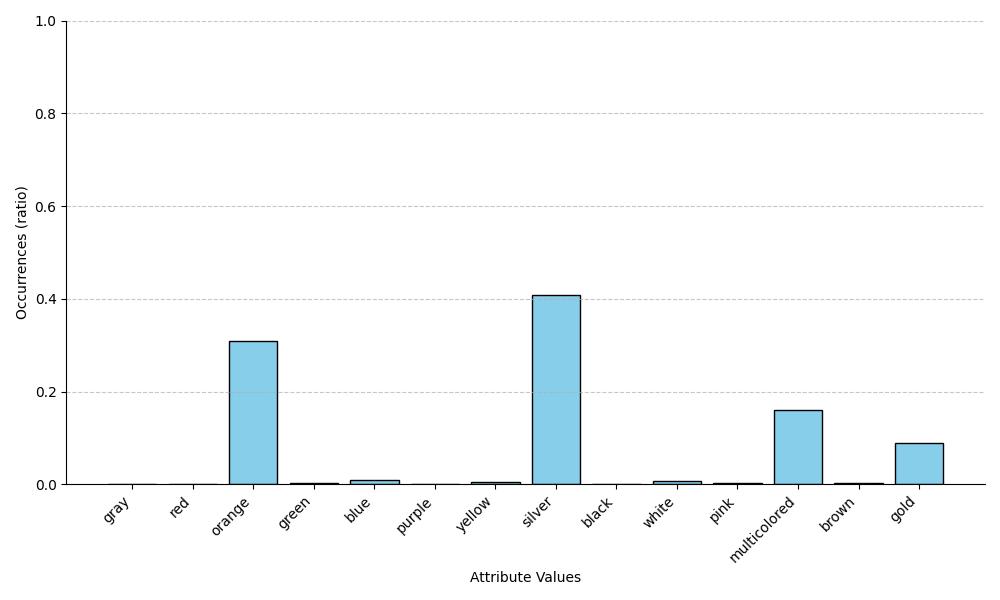 1.0
0.8
0.6
0.4
0.2
0.0
Occurrences (ratio)
gray
red
orange
green
blue
purple
yellow
silver
black
white
pink
multicolored
brown
gold
Attribute Values